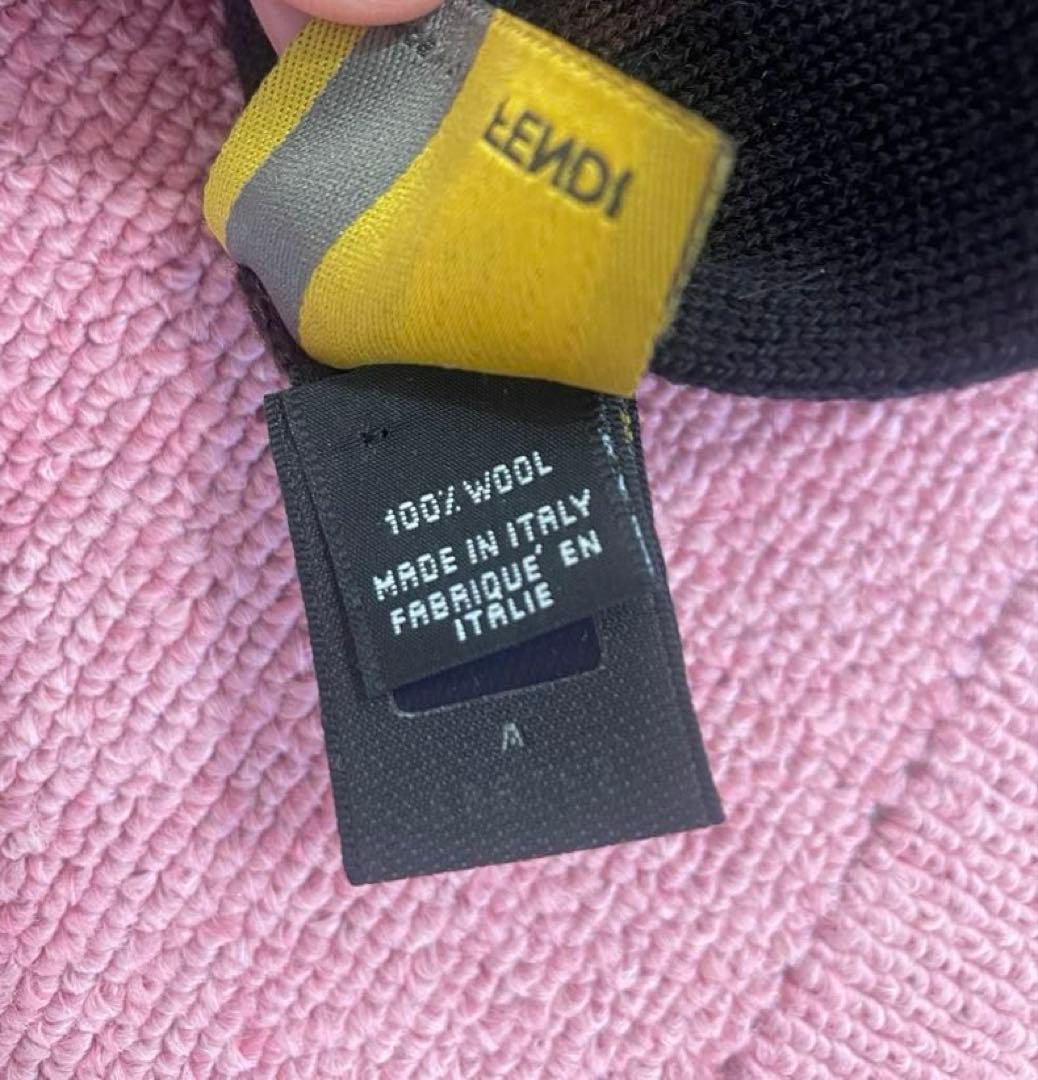 FENDI
100% WOOL
MADE IN ITALY
FABRIQUE' EN
ITALIE
A